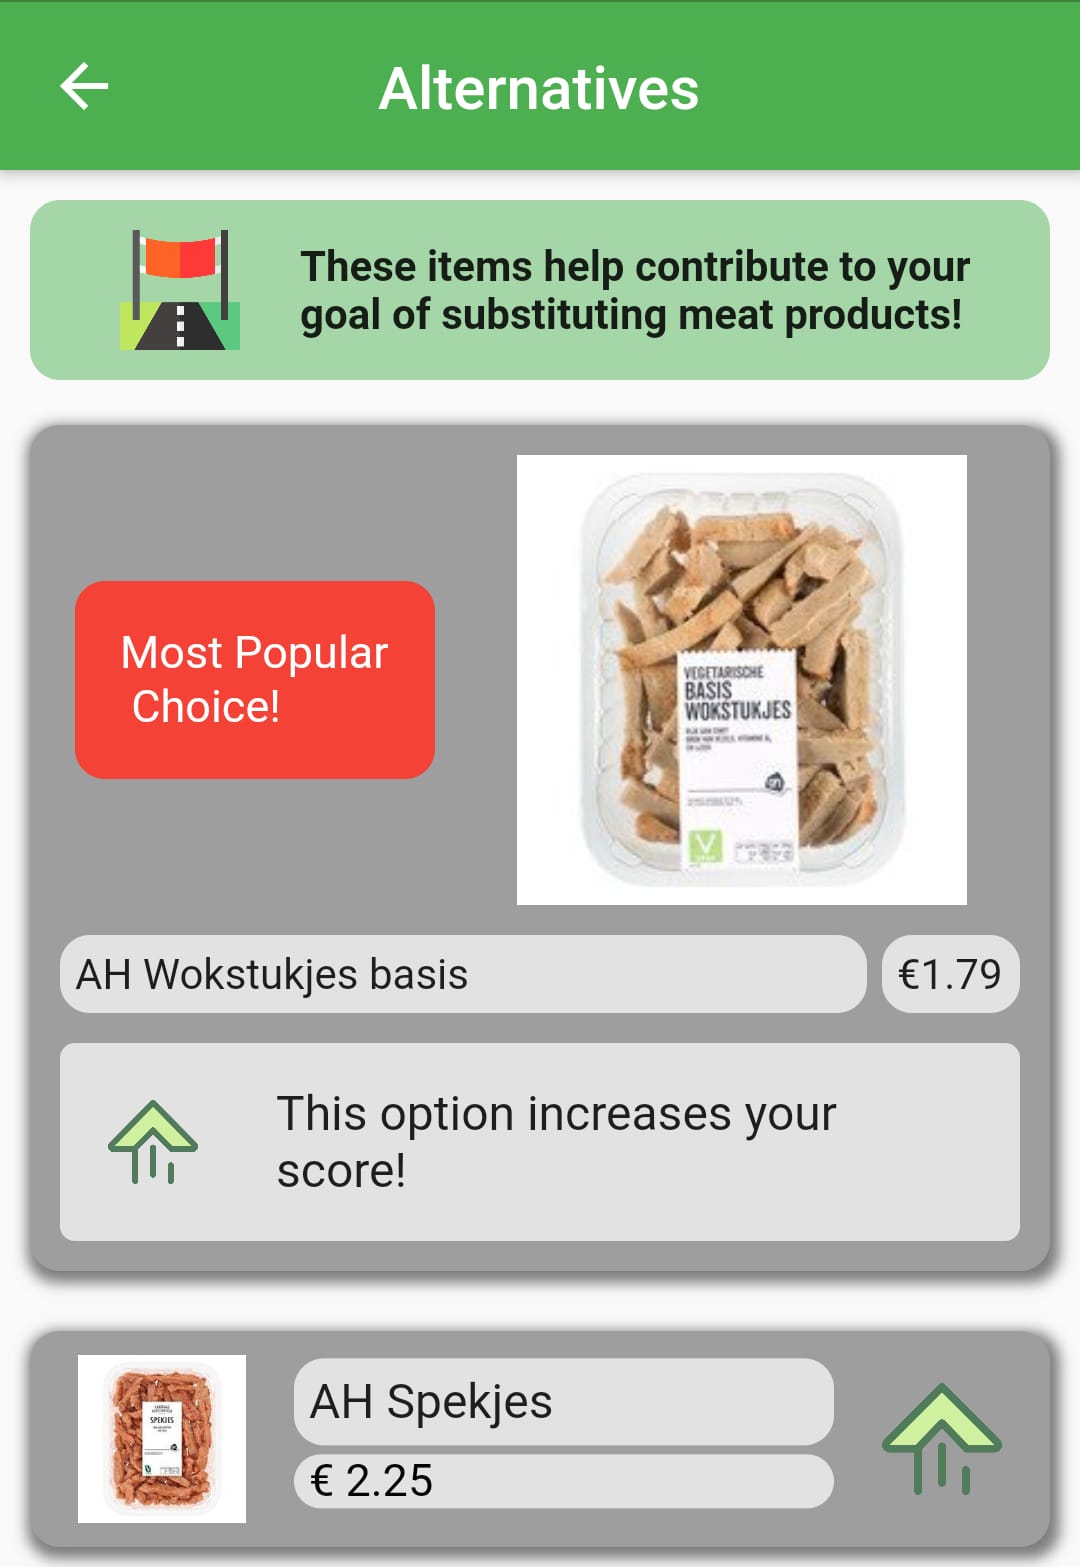 Alternatives
These items help contribute to your
goal of substituting meat products!
Most Popular
Choice!
VEGETARISCHE
BASIS
WOKSTUKJES
V
AH Wokstukjes basis
€1.79
This option increases your
score!
SPEKJES
AH Spekjes
€ 2.25